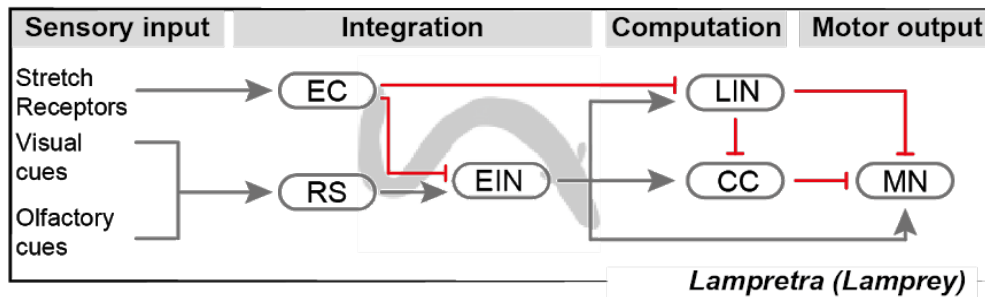 Sensory input
Integration
Computation
Motor output
Stretch
Receptors
EC
LIN
Visual
cues
RS
EIN
CC
MN
Olfactory
cues
Lampretra (Lamprey)